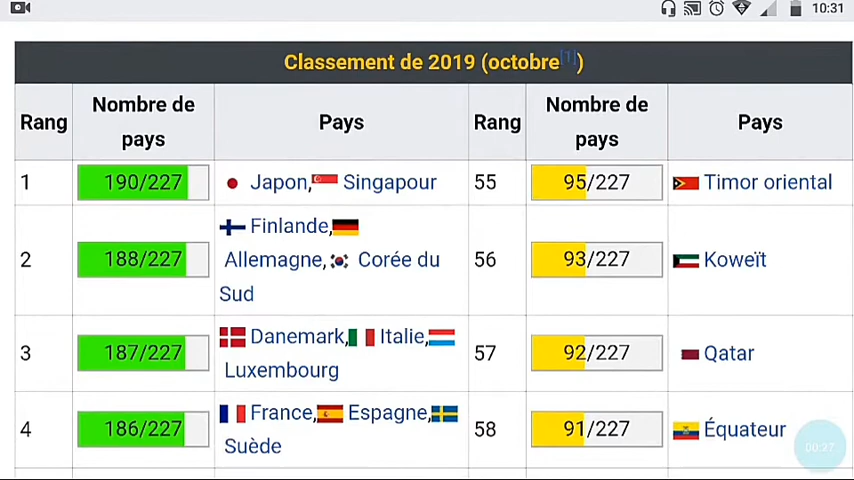 10:31
Classement de 2019 (octobre[1])
Rang Nombre de pays Pays Rang Nombre de pays Pays
1 190/227 Japon, Singapour 55 95/227 Timor oriental
2 188/227 Finlande, Allemagne, Corée du Sud 56 93/227 Koweït
3 187/227 Danemark, Italie, Luxembourg 57 92/227 Qatar
4 186/227 France, Espagne, Suède 58 91/227 Équateur
00:27